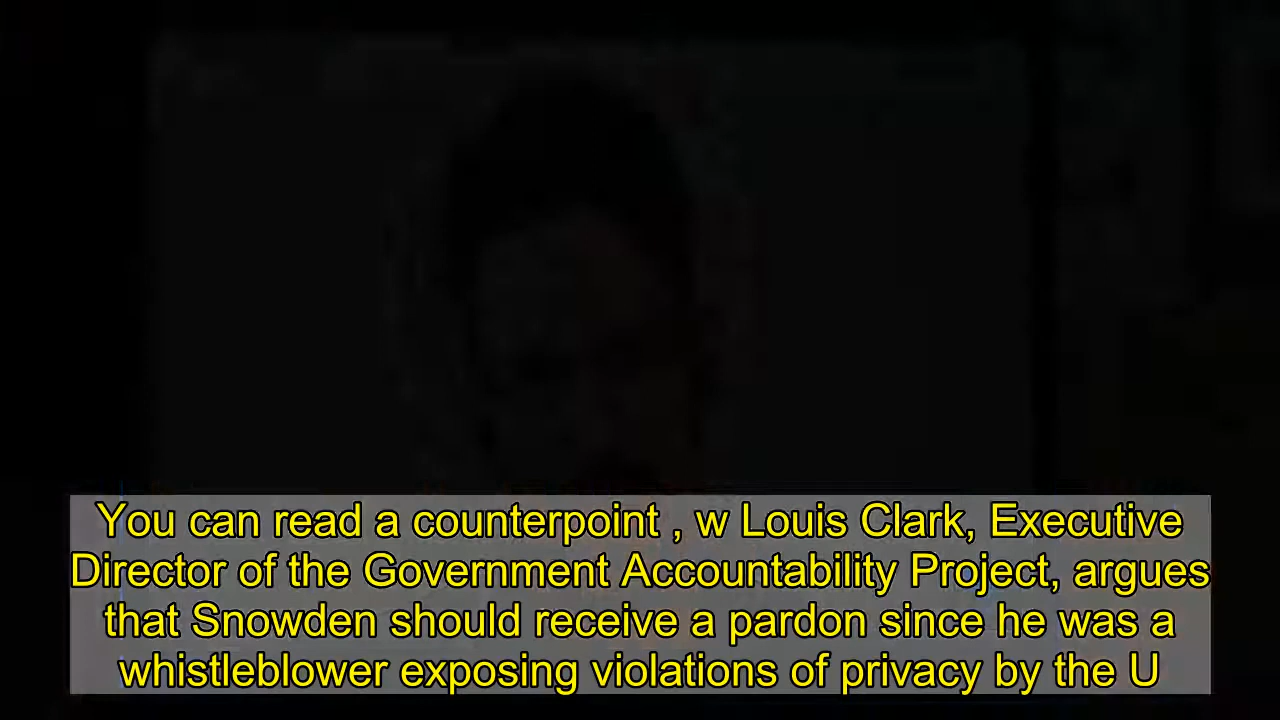 You can read a counterpoint , w Louis Clark, Executive
Director of the Government Accountability Project, argues
that Snowden should receive a pardon since he was a
whistleblower exposing violations of privacy by the U